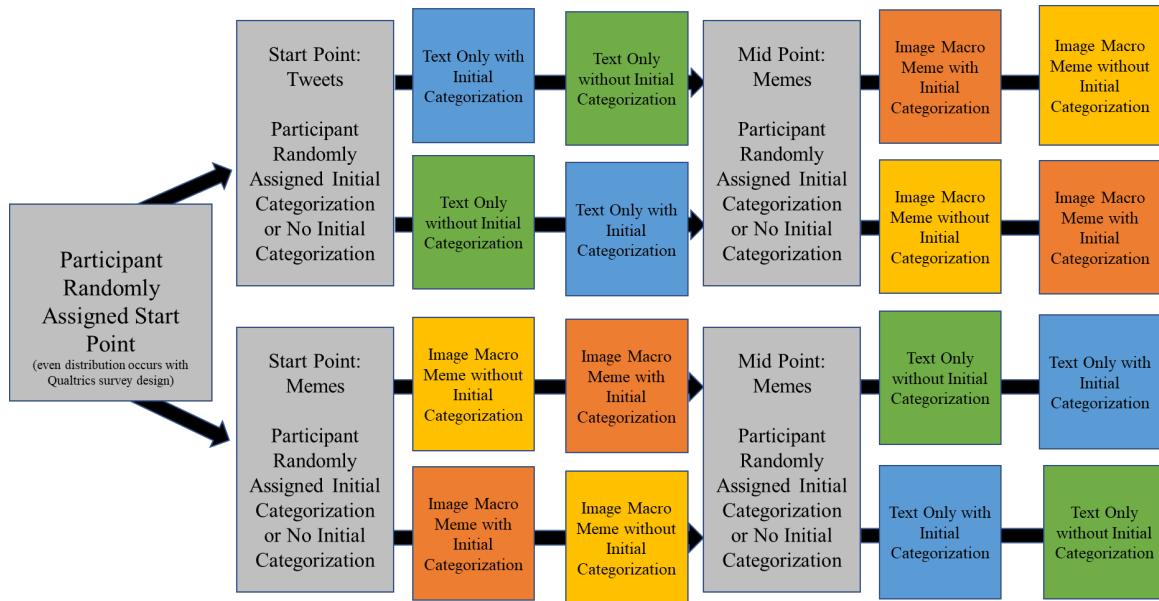 Participant
Randomly
Assigned Start
Point
(even distribution occurs with
Qualtrics survey design)
Start Point:
Tweets
Participant
Randomly
Assigned Initial
Categorization
or No Initial
Categorization
Text Only with
Initial
Categorization
Text Only
without Initial
Categorization
Text Only
without Initial
Categorization
Text Only with
Initial
Categorization
Mid Point:
Memes
Participant
Randomly
Assigned Initial
Categorization
or No Initial
Categorization
Image Macro
Meme with
Initial
Categorization
Image Macro
Meme without
Initial
Categorization
Image Macro
Meme without
Initial
Categorization
Image Macro
Meme with
Initial
Categorization
Start Point:
Memes
Participant
Randomly
Assigned Initial
Categorization
or No Initial
Categorization
Image Macro
Meme without
Initial
Categorization
Image Macro
Meme with
Initial
Categorization
Image Macro
Meme with
Initial
Categorization
Image Macro
Meme without
Initial
Categorization
Mid Point:
Memes
Participant
Randomly
Assigned Initial
Categorization
or No Initial
Categorization
Text Only
without Initial
Categorization
Text Only with
Initial
Categorization
Text Only with
Initial
Categorization
Text Only
without Initial
Categorization